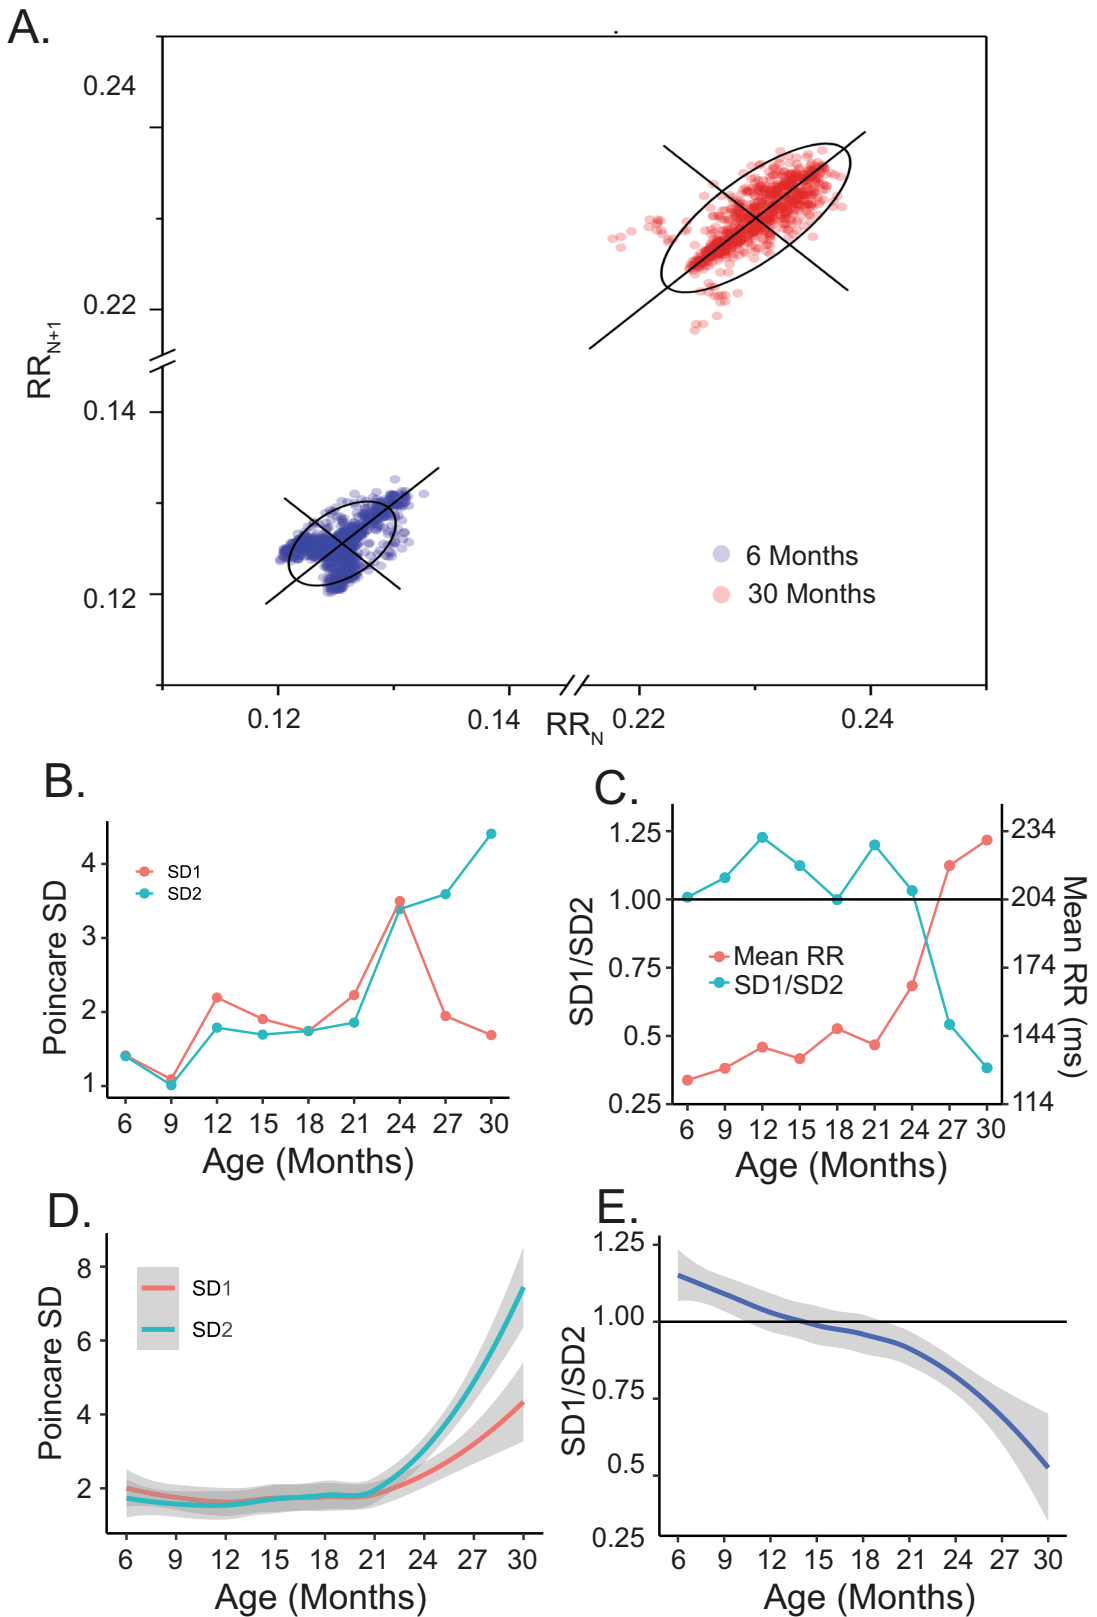 A.
0.24
0.22
RR_N+1
0.14
0.12
6 Months
30 Months
0.12
0.14
RR_N
0.22
0.24
B.
4
3
2
1
Poincare SD
SD1
SD2
6 9 12 15 18 21 24 27 30
Age (Months)
C.
1.25
1.00
0.75
0.5
0.25
SD1/SD2
Mean RR
SD1/SD2
234
204
174
144
114
Mean RR (ms)
6 9 12 15 18 21 24 27 30
Age (Months)
D.
8
6
4
2
Poincare SD
SD1
SD2
6 9 12 15 18 21 24 27 30
Age (Months)
E.
1.25
1.00
0.75
0.5
0.25
SD1/SD2
6 9 12 15 18 21 24 27 30
Age (Months)